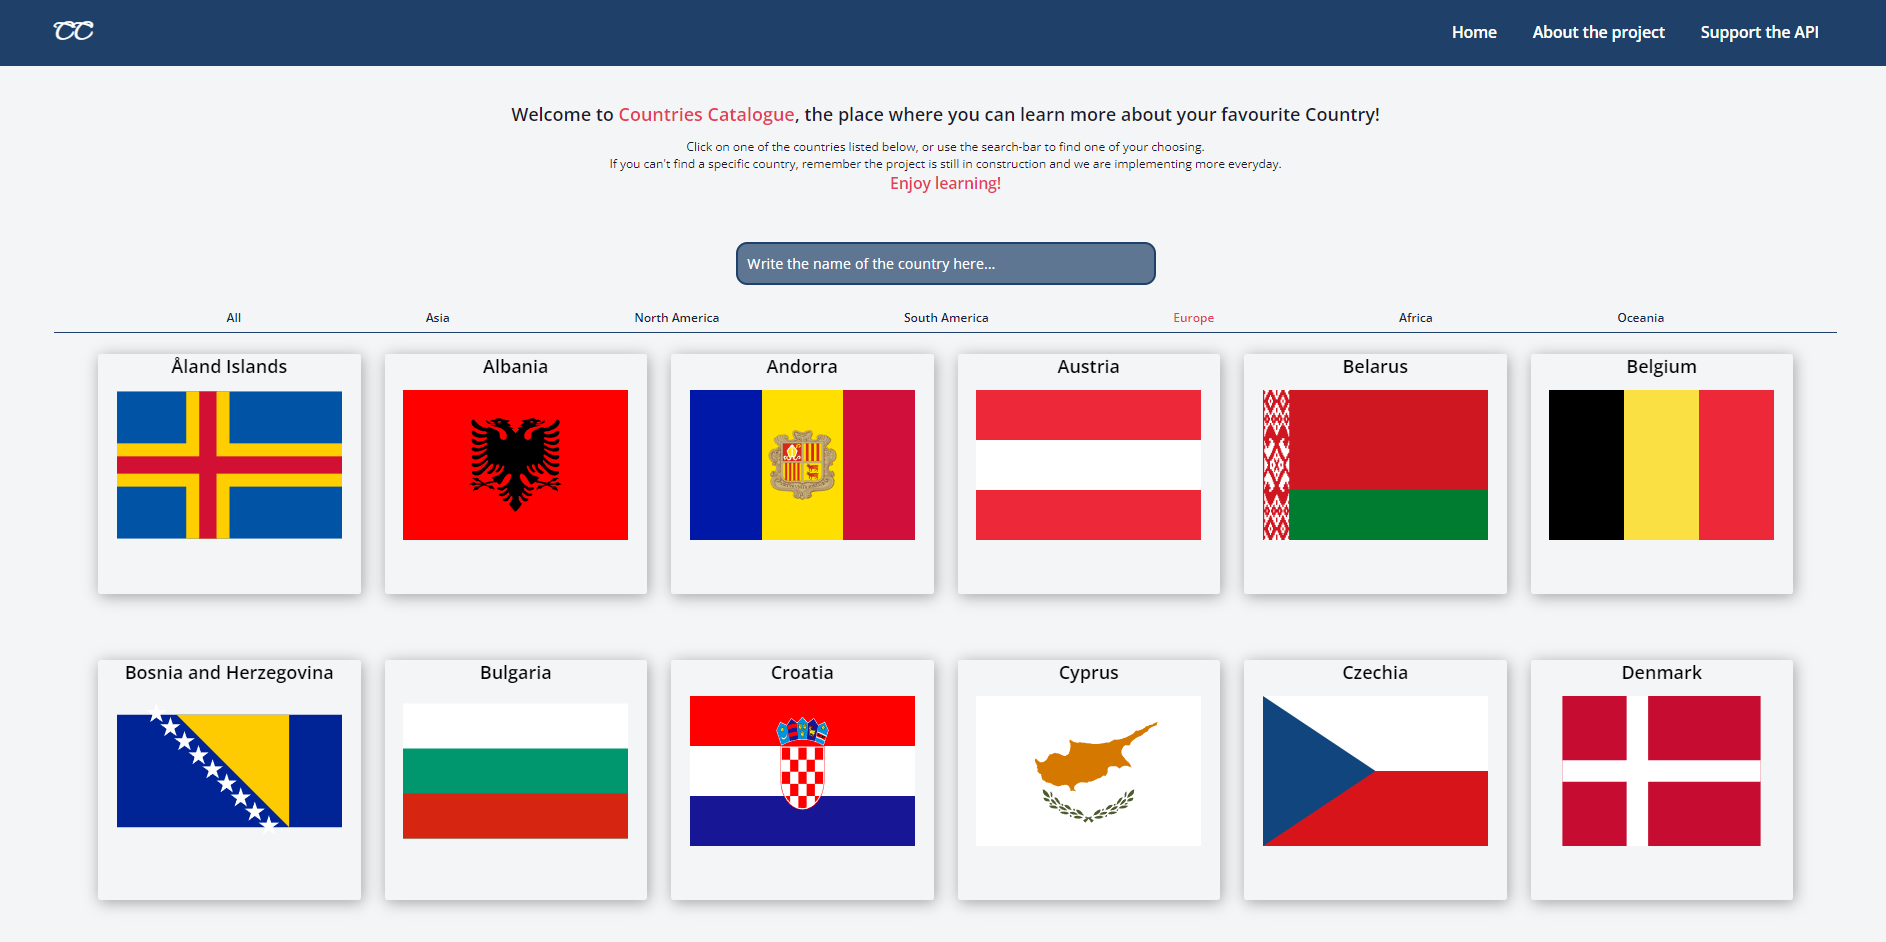 CC
Home
About the project
Support the API
Welcome to Countries Catalogue, the place where you can learn more about your favourite Country!
Click on one of the countries listed below, or use the search-bar to find one of your choosing.
If you can't find a specific country, remember the project is still in construction and we are implementing more everyday.
Enjoy learning!
Write the name of the country here...
All
Asia
North America
South America
Europe
Africa
Oceania
Åland Islands
Albania
Andorra
Austria
Belarus
Belgium
Bosnia and Herzegovina
Bulgaria
Croatia
Cyprus
Czechia
Denmark